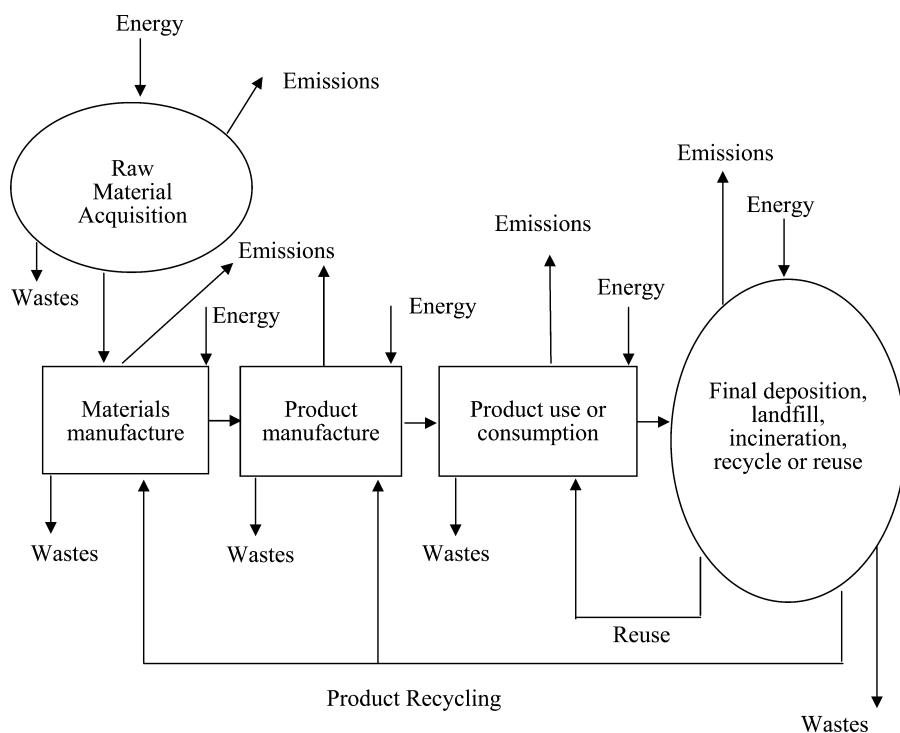 Energy
Emissions
Raw
Material
Acquisition
Wastes
Emissions
Energy
Materials
manufacture
Wastes
Energy
Product
manufacture
Wastes
Emissions
Energy
Product use or
consumption
Wastes
Emissions
Energy
Final deposition,
landfill,
incineration,
recycle or reuse
Reuse
Product Recycling
Wastes